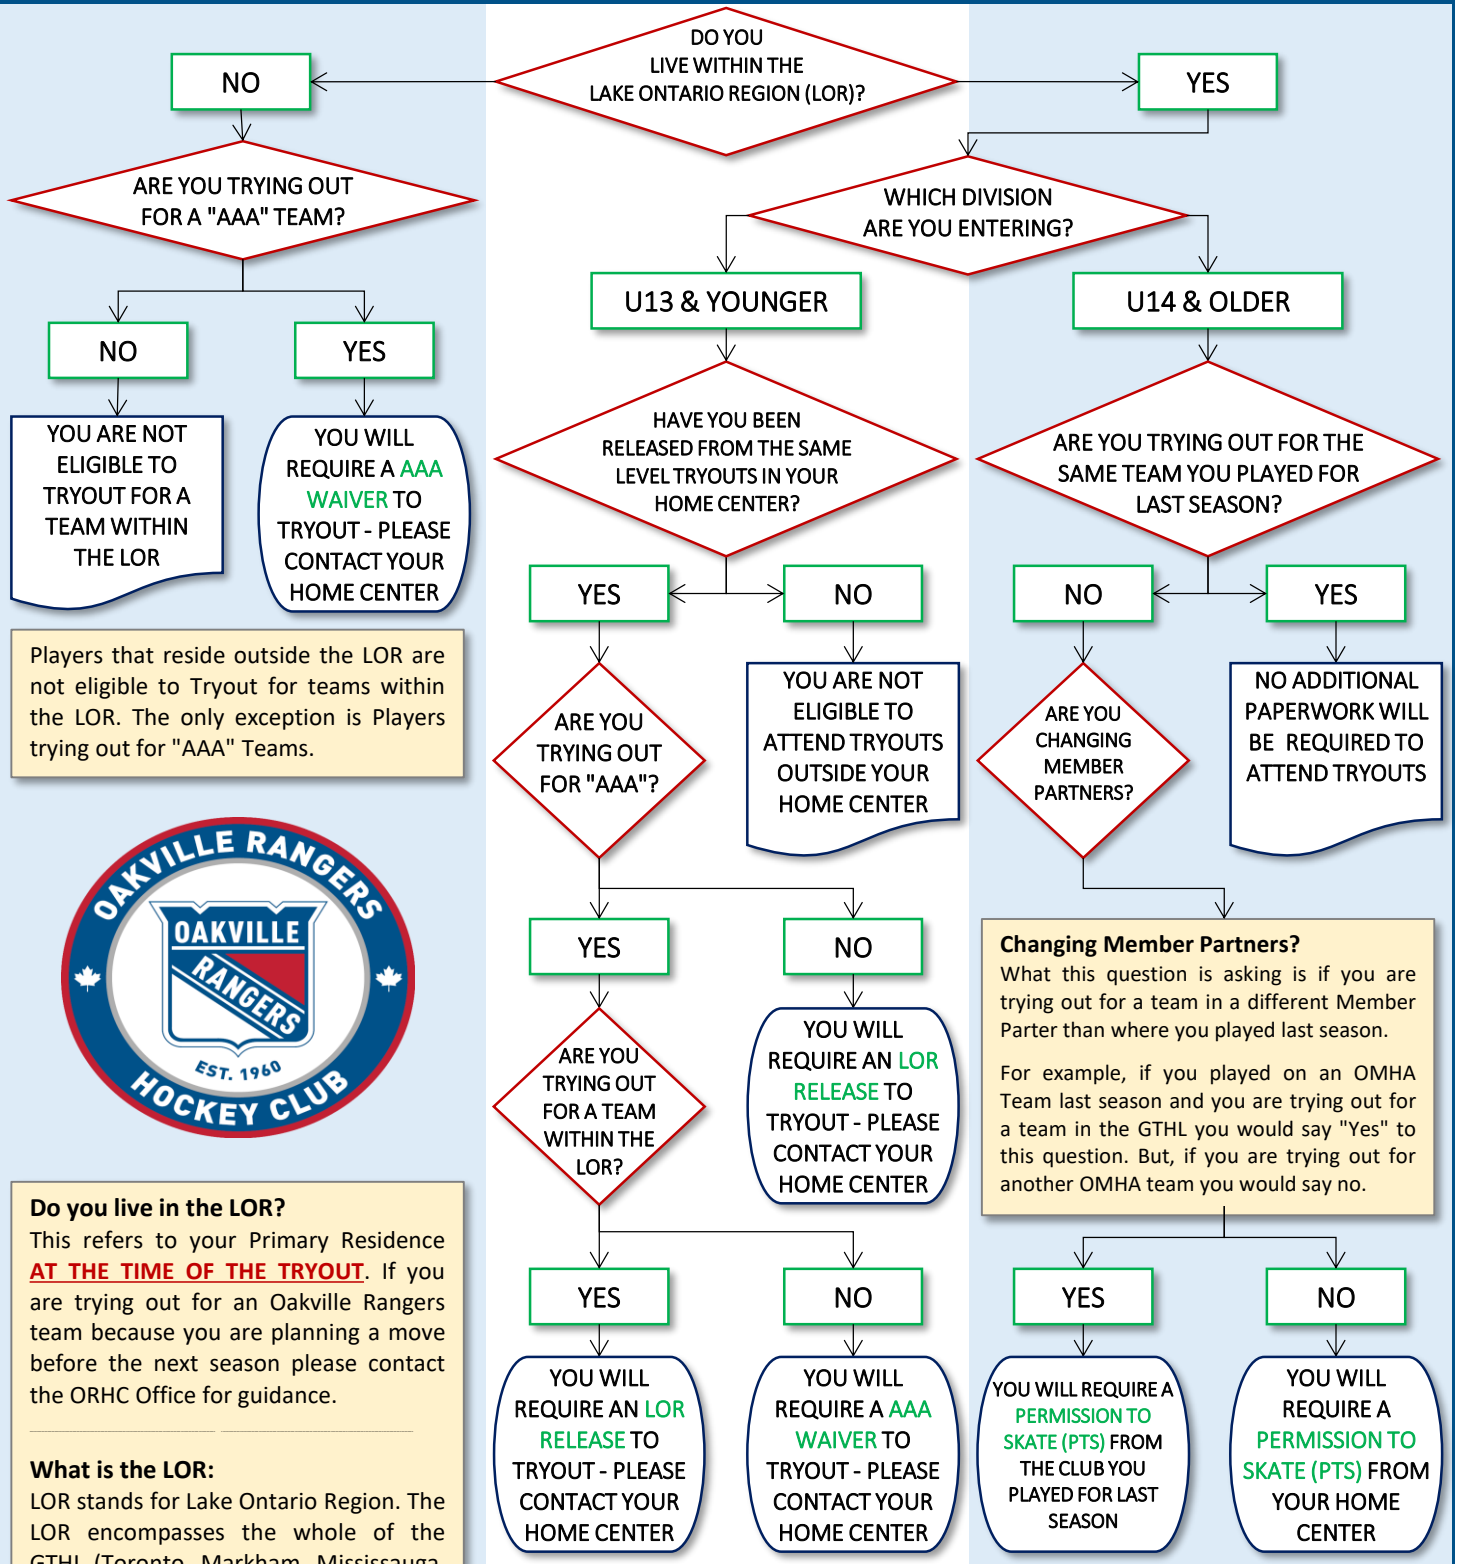 DO YOU
LIVE WITHIN THE
LAKE ONTARIO REGION (LOR)?
NO
YES
ARE YOU TRYING OUT
FOR A "AAA" TEAM?
NO
YES
YOU ARE NOT
ELIGIBLE TO
TRYOUT FOR A
TEAM WITHIN
THE LOR
YOU WILL
REQUIRE A AAA
WAIVER TO
TRYOUT - PLEASE
CONTACT YOUR
HOME CENTER
Players that reside outside the LOR are
not eligible to Tryout for teams within
the LOR. The only exception is Players
trying out for "AAA" Teams.
OAKVILLE RANGERS
OAKVILLE
RANGERS
EST. 1960
HOCKEY CLUB
Do you live in the LOR?
This refers to your Primary Residence
AT THE TIME OF THE TRYOUT. If you
are trying out for an Oakville Rangers
team because you are planning a move
before the next season please contact
the ORHC Office for guidance.
What is the LOR:
LOR stands for Lake Ontario Region. The
LOR encompasses the whole of the
GTHL (Toronto, Markham, Mississauga,
WHICH DIVISION
ARE YOU ENTERING?
U13 & YOUNGER
U14 & OLDER
HAVE YOU BEEN
RELEASED FROM THE SAME
LEVEL TRYOUTS IN YOUR
HOME CENTER?
YES
NO
ARE YOU
TRYING OUT
FOR "AAA"?
YOU ARE NOT
ELIGIBLE TO
ATTEND TRYOUTS
OUTSIDE YOUR
HOME CENTER
YES
NO
ARE YOU
TRYING OUT
FOR A TEAM
WITHIN THE
LOR?
YOU WILL
REQUIRE AN LOR
RELEASE TO
TRYOUT - PLEASE
CONTACT YOUR
HOME CENTER
YES
NO
YOU WILL
REQUIRE AN LOR
RELEASE TO
TRYOUT - PLEASE
CONTACT YOUR
HOME CENTER
YOU WILL
REQUIRE A AAA
WAIVER TO
TRYOUT - PLEASE
CONTACT YOUR
HOME CENTER
ARE YOU TRYING OUT FOR THE
SAME TEAM YOU PLAYED FOR
LAST SEASON?
NO
YES
ARE YOU
CHANGING
MEMBER
PARTNERS?
NO ADDITIONAL
PAPERWORK WILL
BE REQUIRED TO
ATTEND TRYOUTS
Changing Member Partners?
What this question is asking is if you are
trying out for a team in a different Member
Parter than where you played last season.
For example, if you played on an OMHA
Team last season and you are trying out for
a team in the GTHL you would say "Yes" to
this question. But, if you are trying out for
another OMHA team you would say no.
YES
NO
YOU WILL REQUIRE A
PERMISSION TO
SKATE (PTS) FROM
THE CLUB YOU
PLAYED FOR LAST
SEASON
YOU WILL
REQUIRE A
PERMISSION TO
SKATE (PTS) FROM
YOUR HOME
CENTER